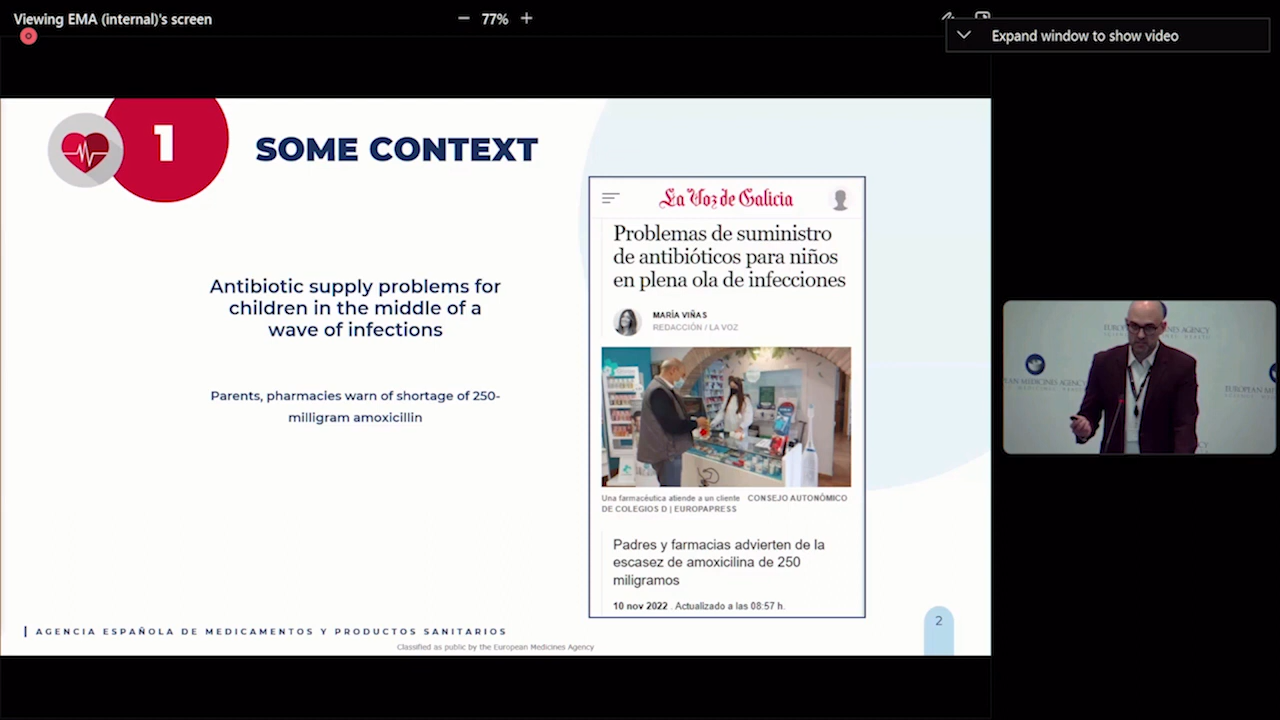 Viewing EMA (internal)'s screen
77%
Expand window to show video
1
SOME CONTEXT
Antibiotic supply problems for
children in the middle of a
wave of infections
Parents, pharmacies warn of shortage of 250-
milligram amoxicillin
La Voz de Galicia
Problemas de suministro
de antibióticos para niños
en plena ola de infecciones
MARÍA VIÑAS
REDACCIÓN / LA VOZ
Una farmacéutica atiende a un cliente CONSEJO AUTONÓMICO
DE COLEGIOS D | EUROPAPRESS
Padres y farmacias advierten de la
escasez de amoxicilina de 250
miligramos
10 nov 2022 . Actualizado a las 08:57 h.
AGENCIA ESPAÑOLA DE MEDICAMENTOS Y PRODUCTOS SANITARIOS
Classified as public by the European Medicines Agency
2
EUROPEAN MEDICINES AGENCY